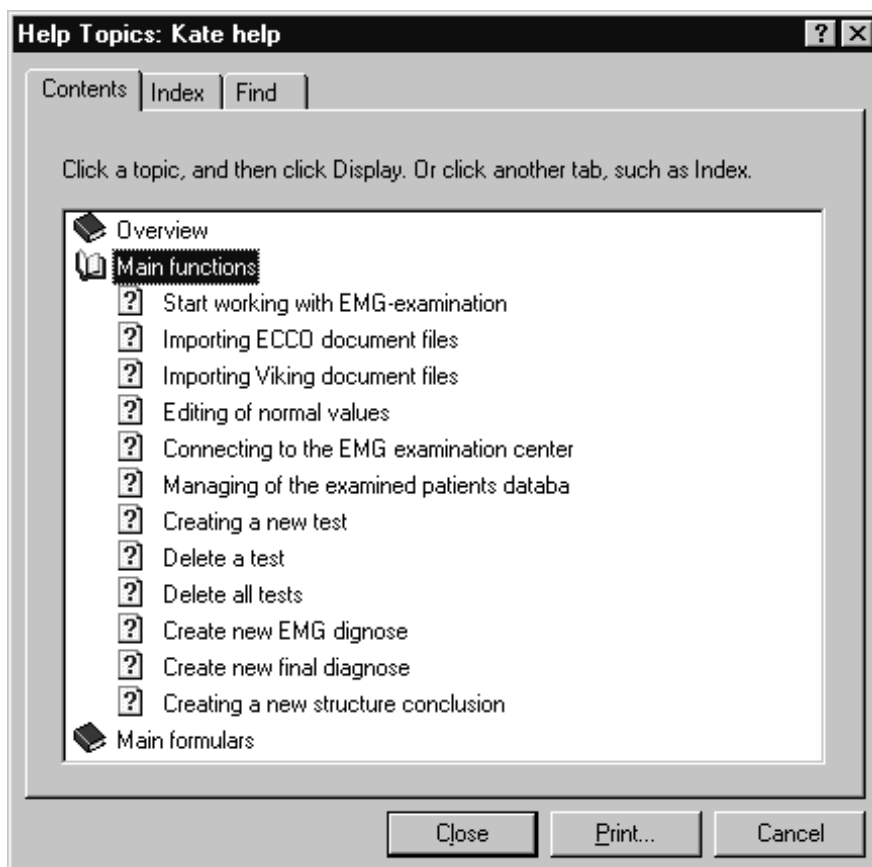 Help Topics: Kate help
Contents Index Find
Click a topic, and then click Display. Or click another tab, such as Index.
Overview
Main functions
Start working with EMG-examination
Importing ECCO document files
Importing Viking document files
Editing of normal values
Connecting to the EMG examination center
Managing of the examined patients databa
Creating a new test
Delete a test
Delete all tests
Create new EMG dignose
Create new final diagnose
Creating a new structure conclusion
Main formulars
Close Print... Cancel